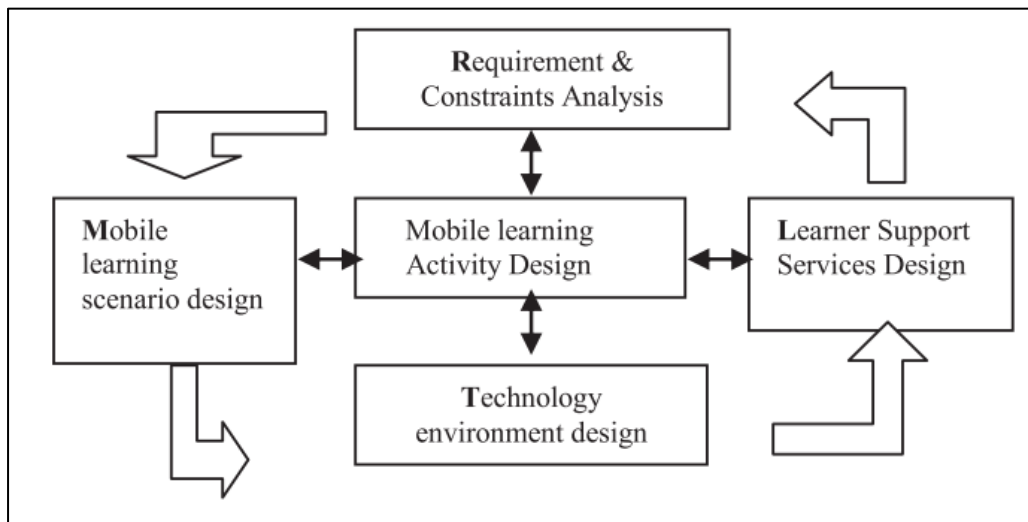 Requirement &
Constraints Analysis
Mobile
learning
scenario design
Mobile learning
Activity Design
Learner Support
Services Design
Technology
environment design